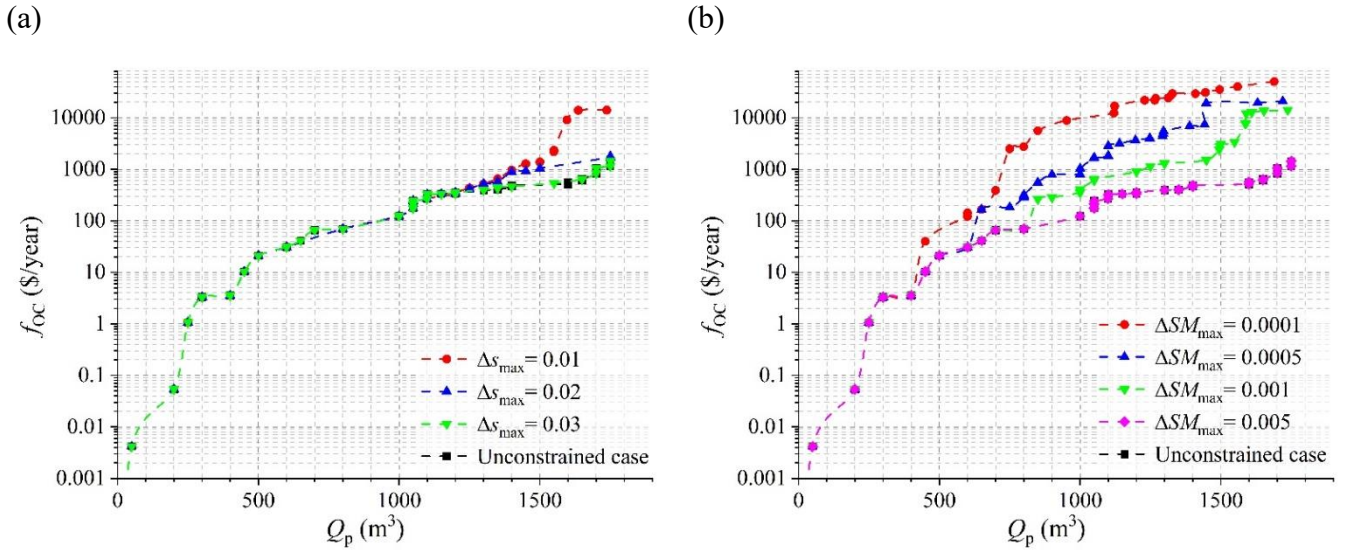 (a)
10000
1000
100
10
1
0.1
0.01
0.001
f_OC ($/year)
0
500
1000
1500
Q_p (m³)
Δs_max= 0.01
Δs_max= 0.02
Δs_max= 0.03
Unconstrained case
(b)
10000
1000
100
10
1
0.1
0.01
0.001
f_OC ($/year)
0
500
1000
1500
Q_p (m³)
ΔSM_max= 0.0001
ΔSM_max= 0.0005
ΔSM_max= 0.001
ΔSM_max= 0.005
Unconstrained case